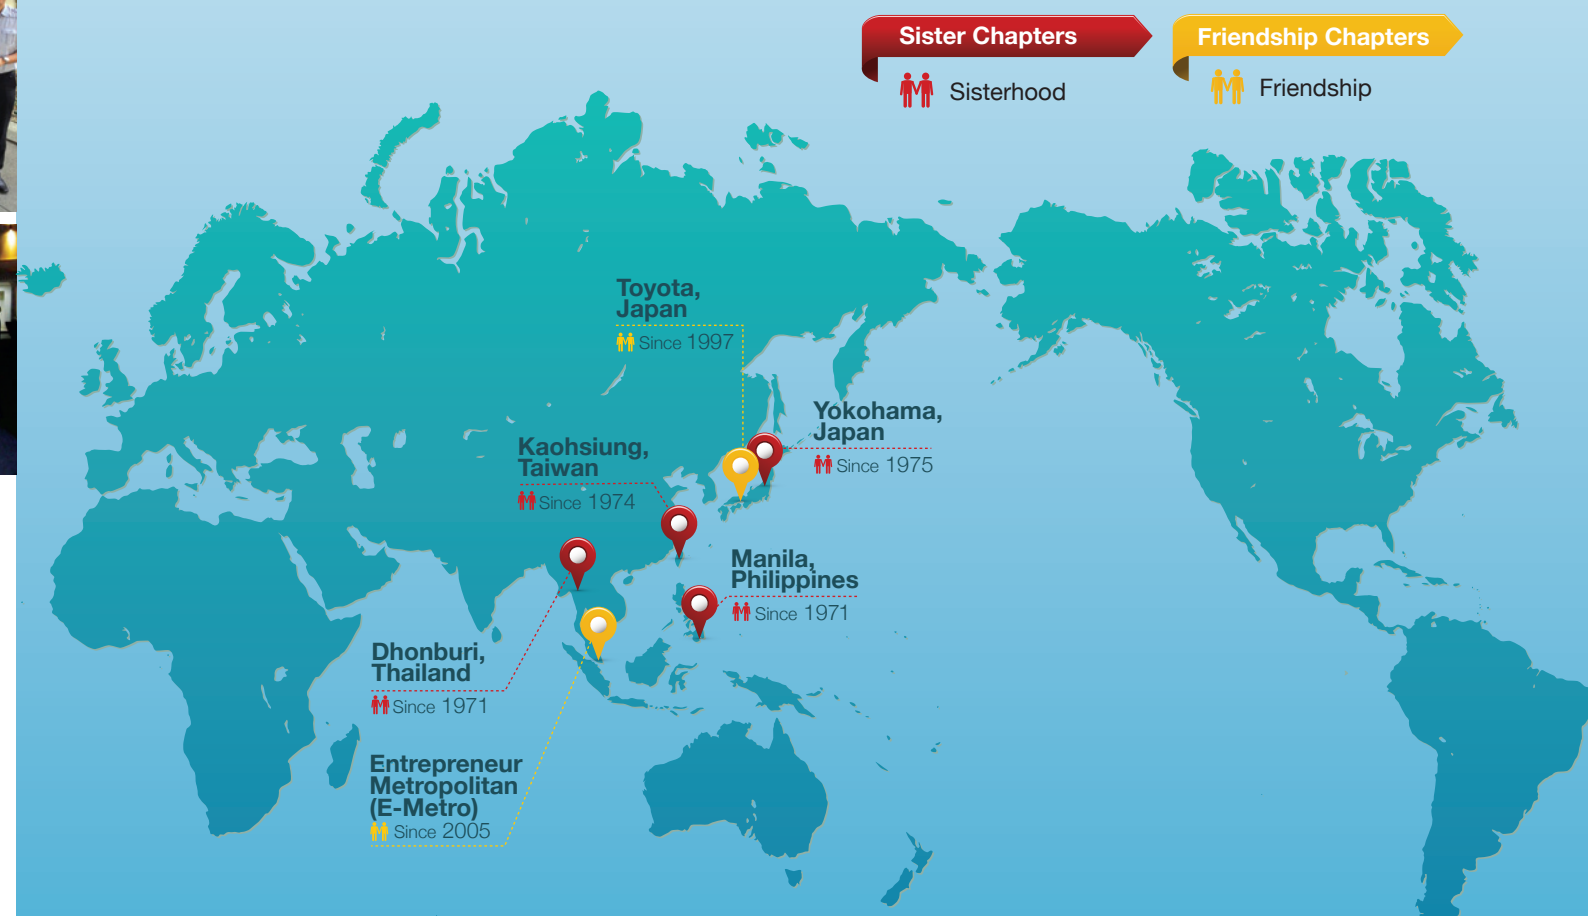 Sister Chapters
Sisterhood
Friendship Chapters
Friendship
Toyota,
Japan
Since 1997
Yokohama,
Japan
Since 1975
Kaohsiung,
Taiwan
Since 1974
Manila,
Philippines
Since 1971
Dhonburi,
Thailand
Since 1971
Entrepreneur
Metropolitan
(E-Metro)
Since 2005